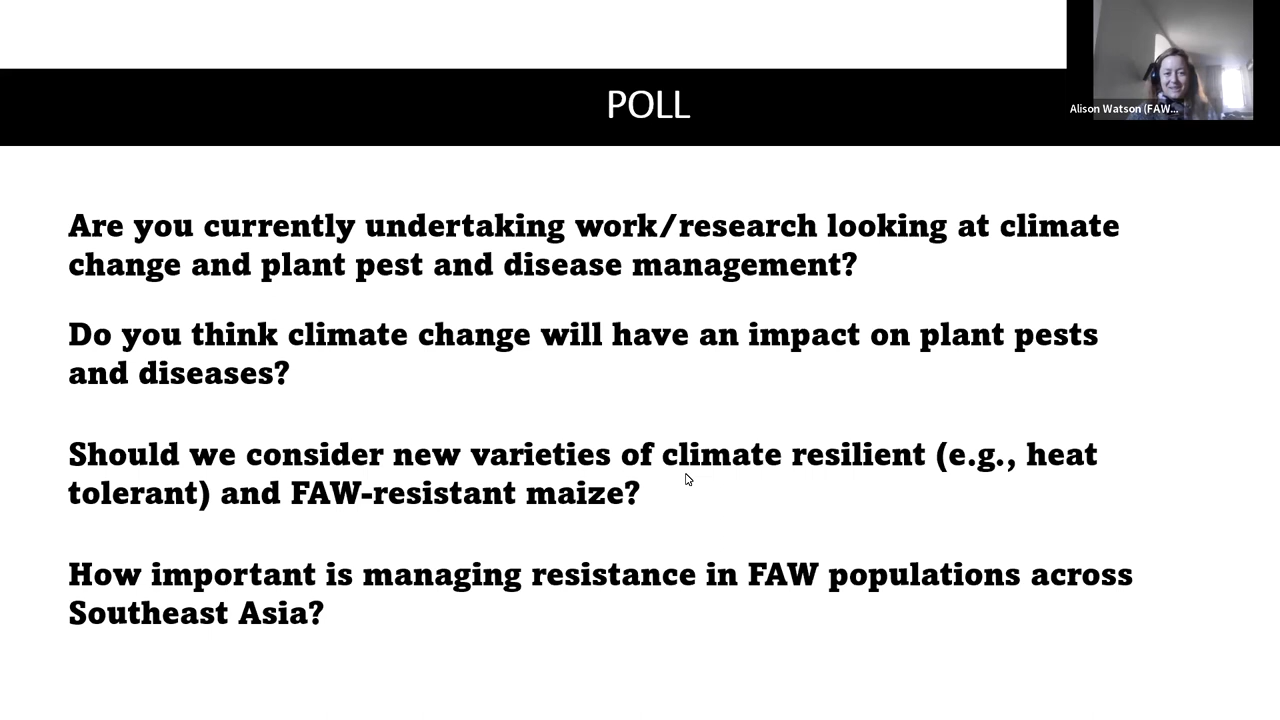 POLL
Alison Watson (FAW...
Are you currently undertaking work/research looking at climate
change and plant pest and disease management?
Do you think climate change will have an impact on plant pests
and diseases?
Should we consider new varieties of climate resilient (e.g., heat
tolerant) and FAW-resistant maize?
How important is managing resistance in FAW populations across
Southeast Asia?